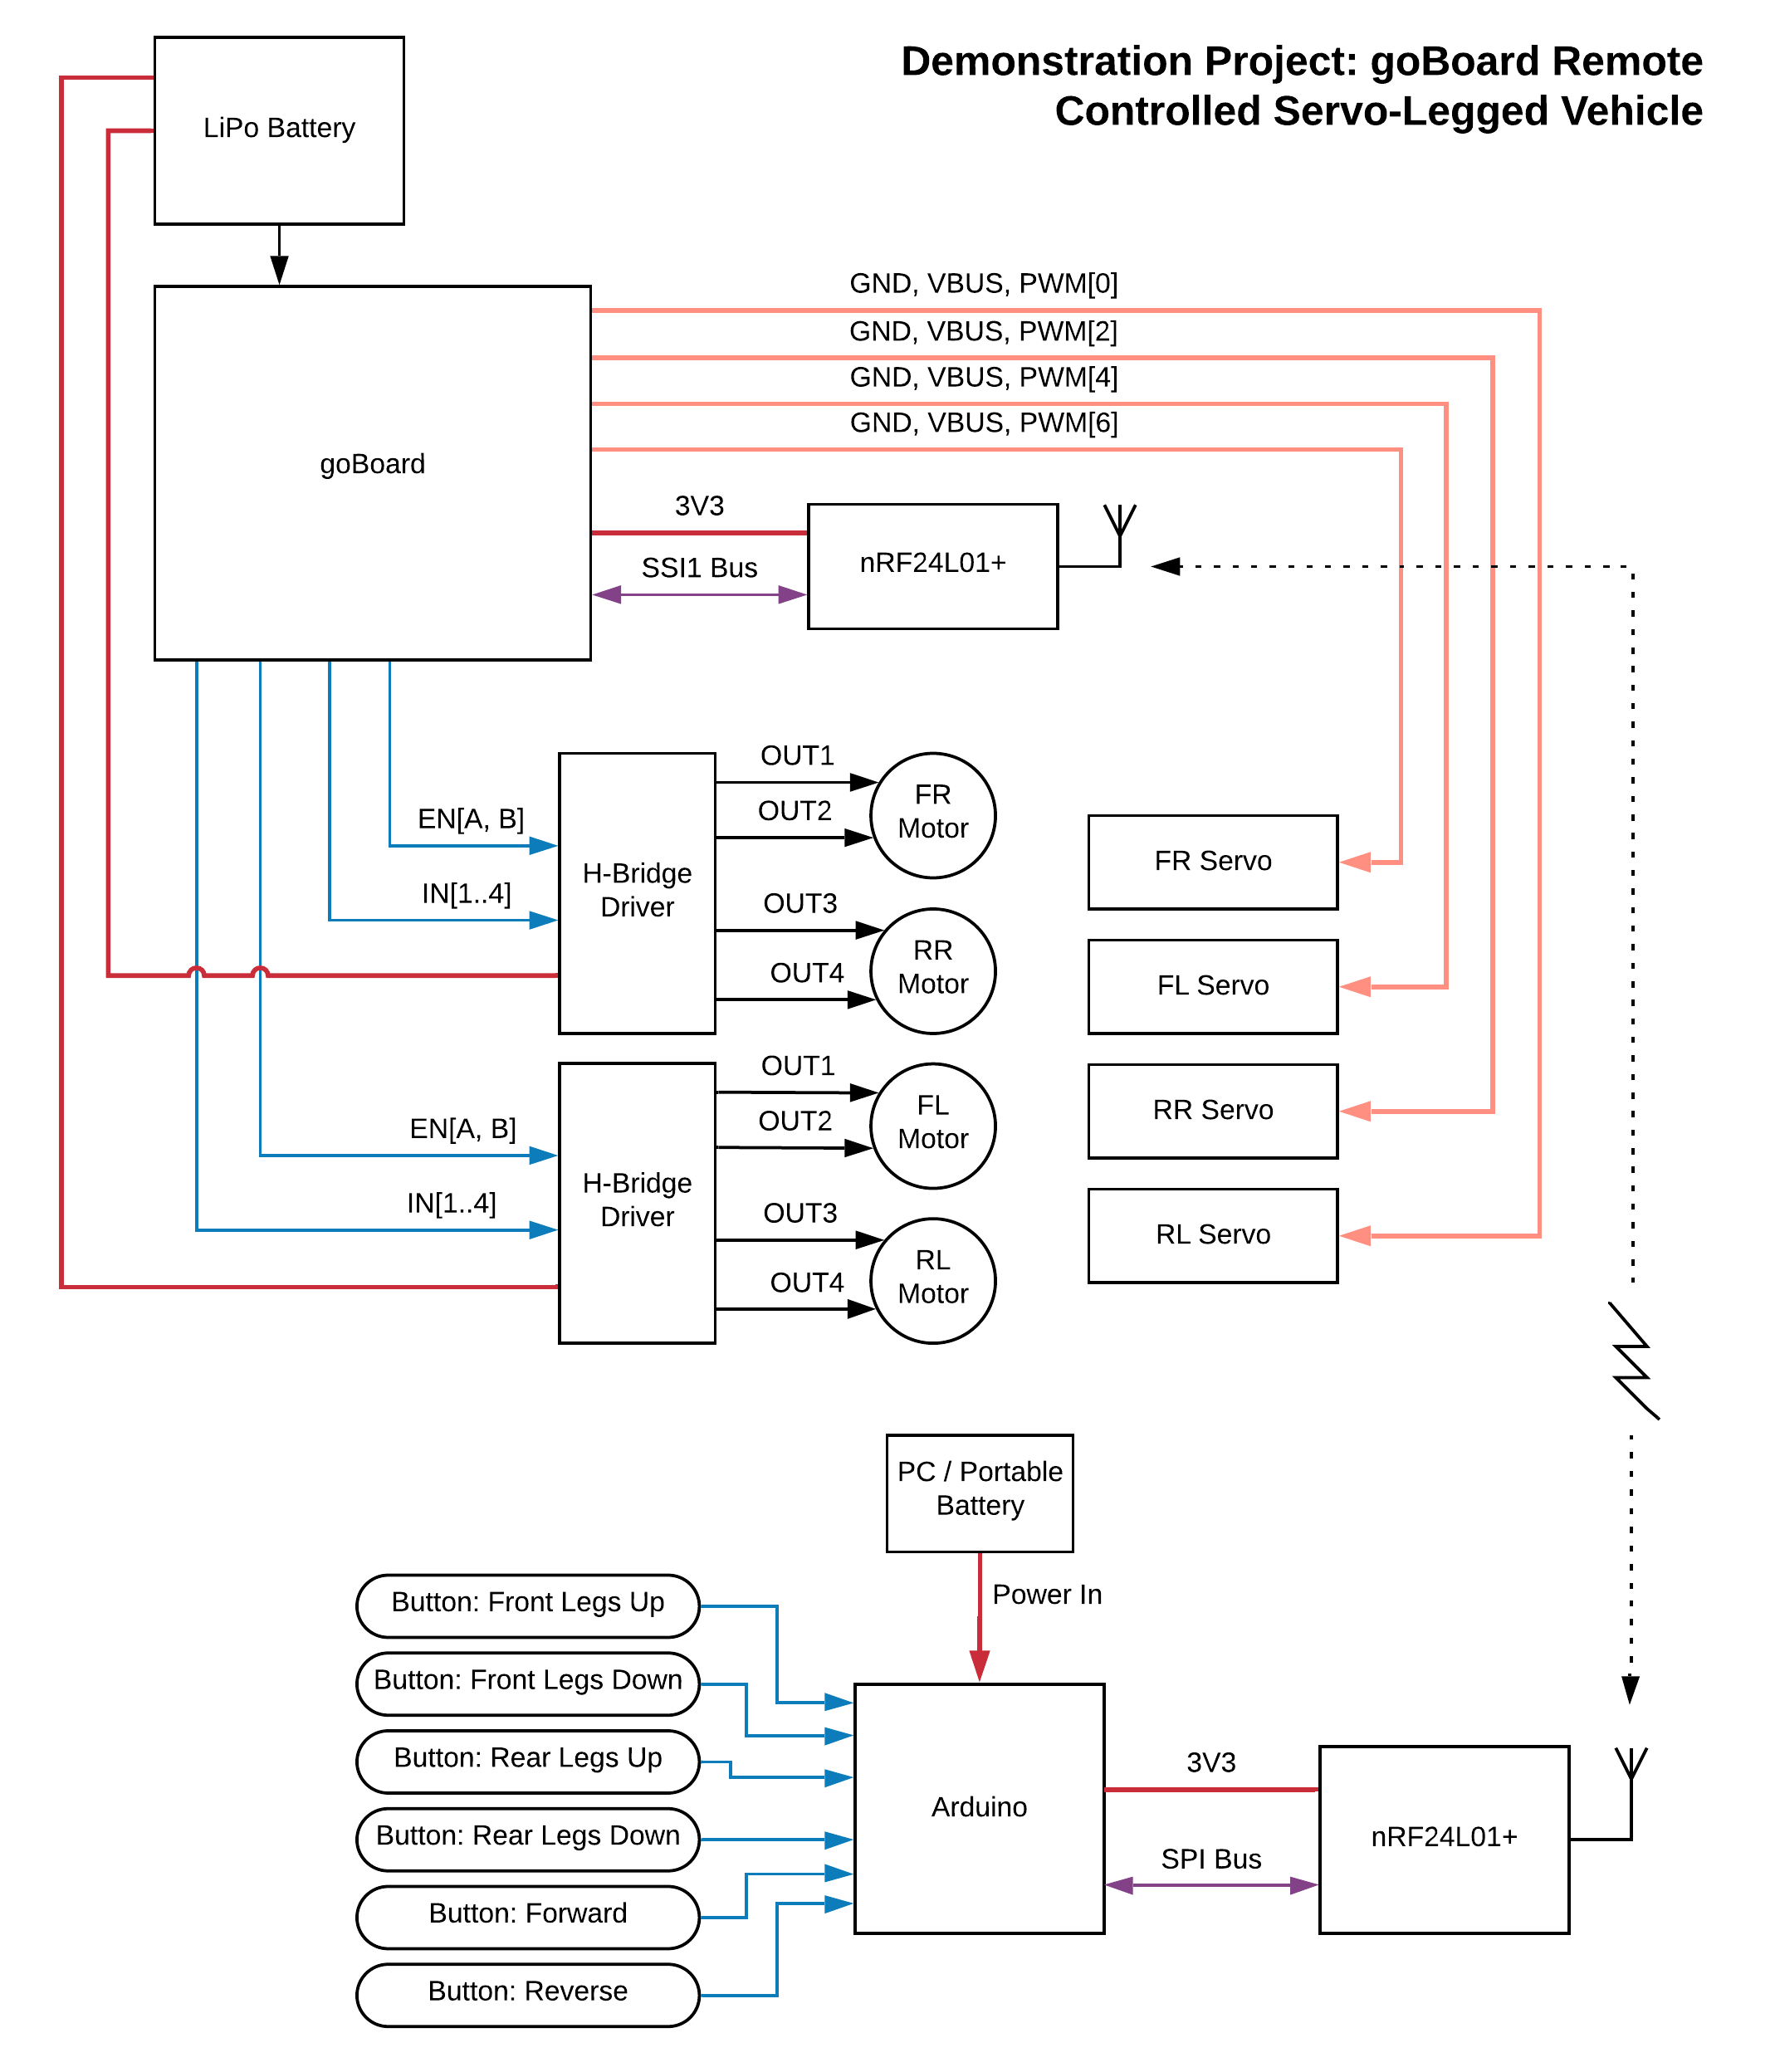 Demonstration Project: goBoard Remote
Controlled Servo-Legged Vehicle
LiPo Battery
GND, VBUS, PWM[0]
GND, VBUS, PWM[2]
GND, VBUS, PWM[4]
GND, VBUS, PWM[6]
goBoard
3V3
nRF24L01+
SSI1 Bus
EN[A, B]
IN[1..4]
H-Bridge
Driver
OUT1
OUT2
OUT3
OUT4
FR
Motor
RR
Motor
FR Servo
FL Servo
RR Servo
RL Servo
EN[A, B]
IN[1..4]
H-Bridge
Driver
OUT1
OUT2
OUT3
OUT4
FL
Motor
RL
Motor
PC / Portable
Battery
Power In
Button: Front Legs Up
Button: Front Legs Down
Button: Rear Legs Up
Button: Rear Legs Down
Button: Forward
Button: Reverse
Arduino
3V3
SPI Bus
nRF24L01+